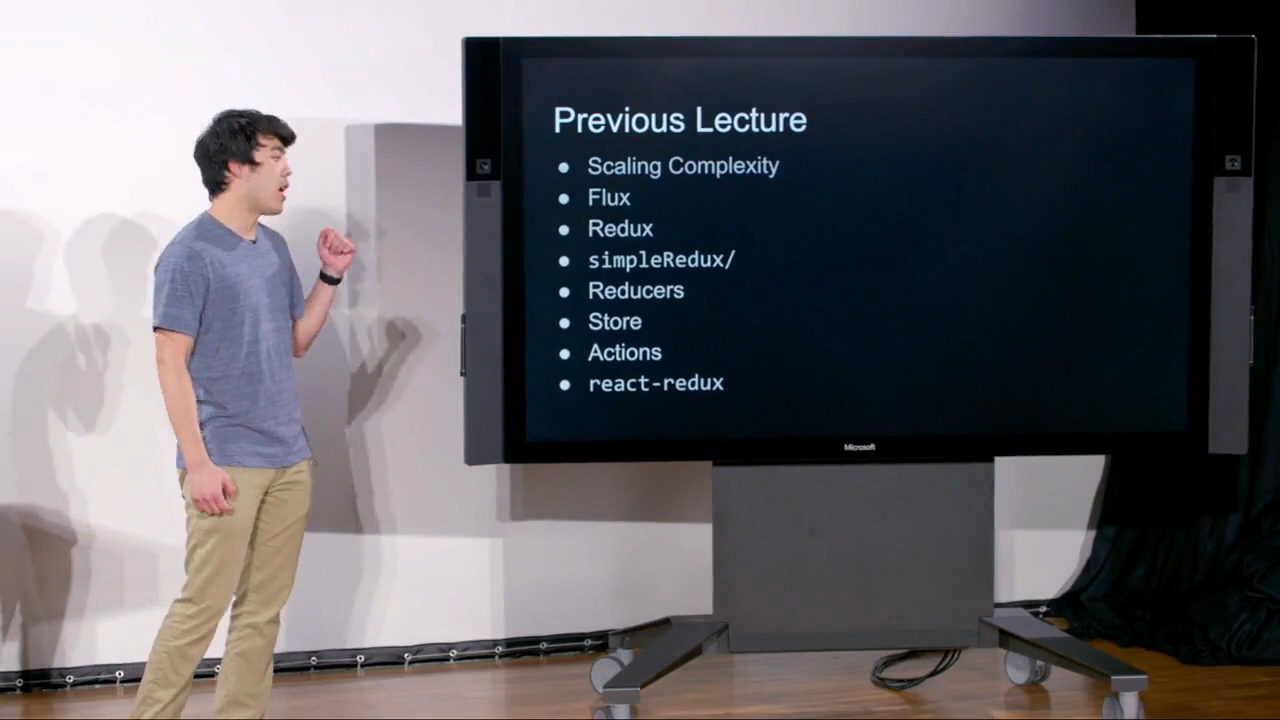 Previous Lecture
● Scaling Complexity
● Flux
● Redux
● simpleRedux/
● Reducers
● Store
● Actions
● react-redux
Microsoft